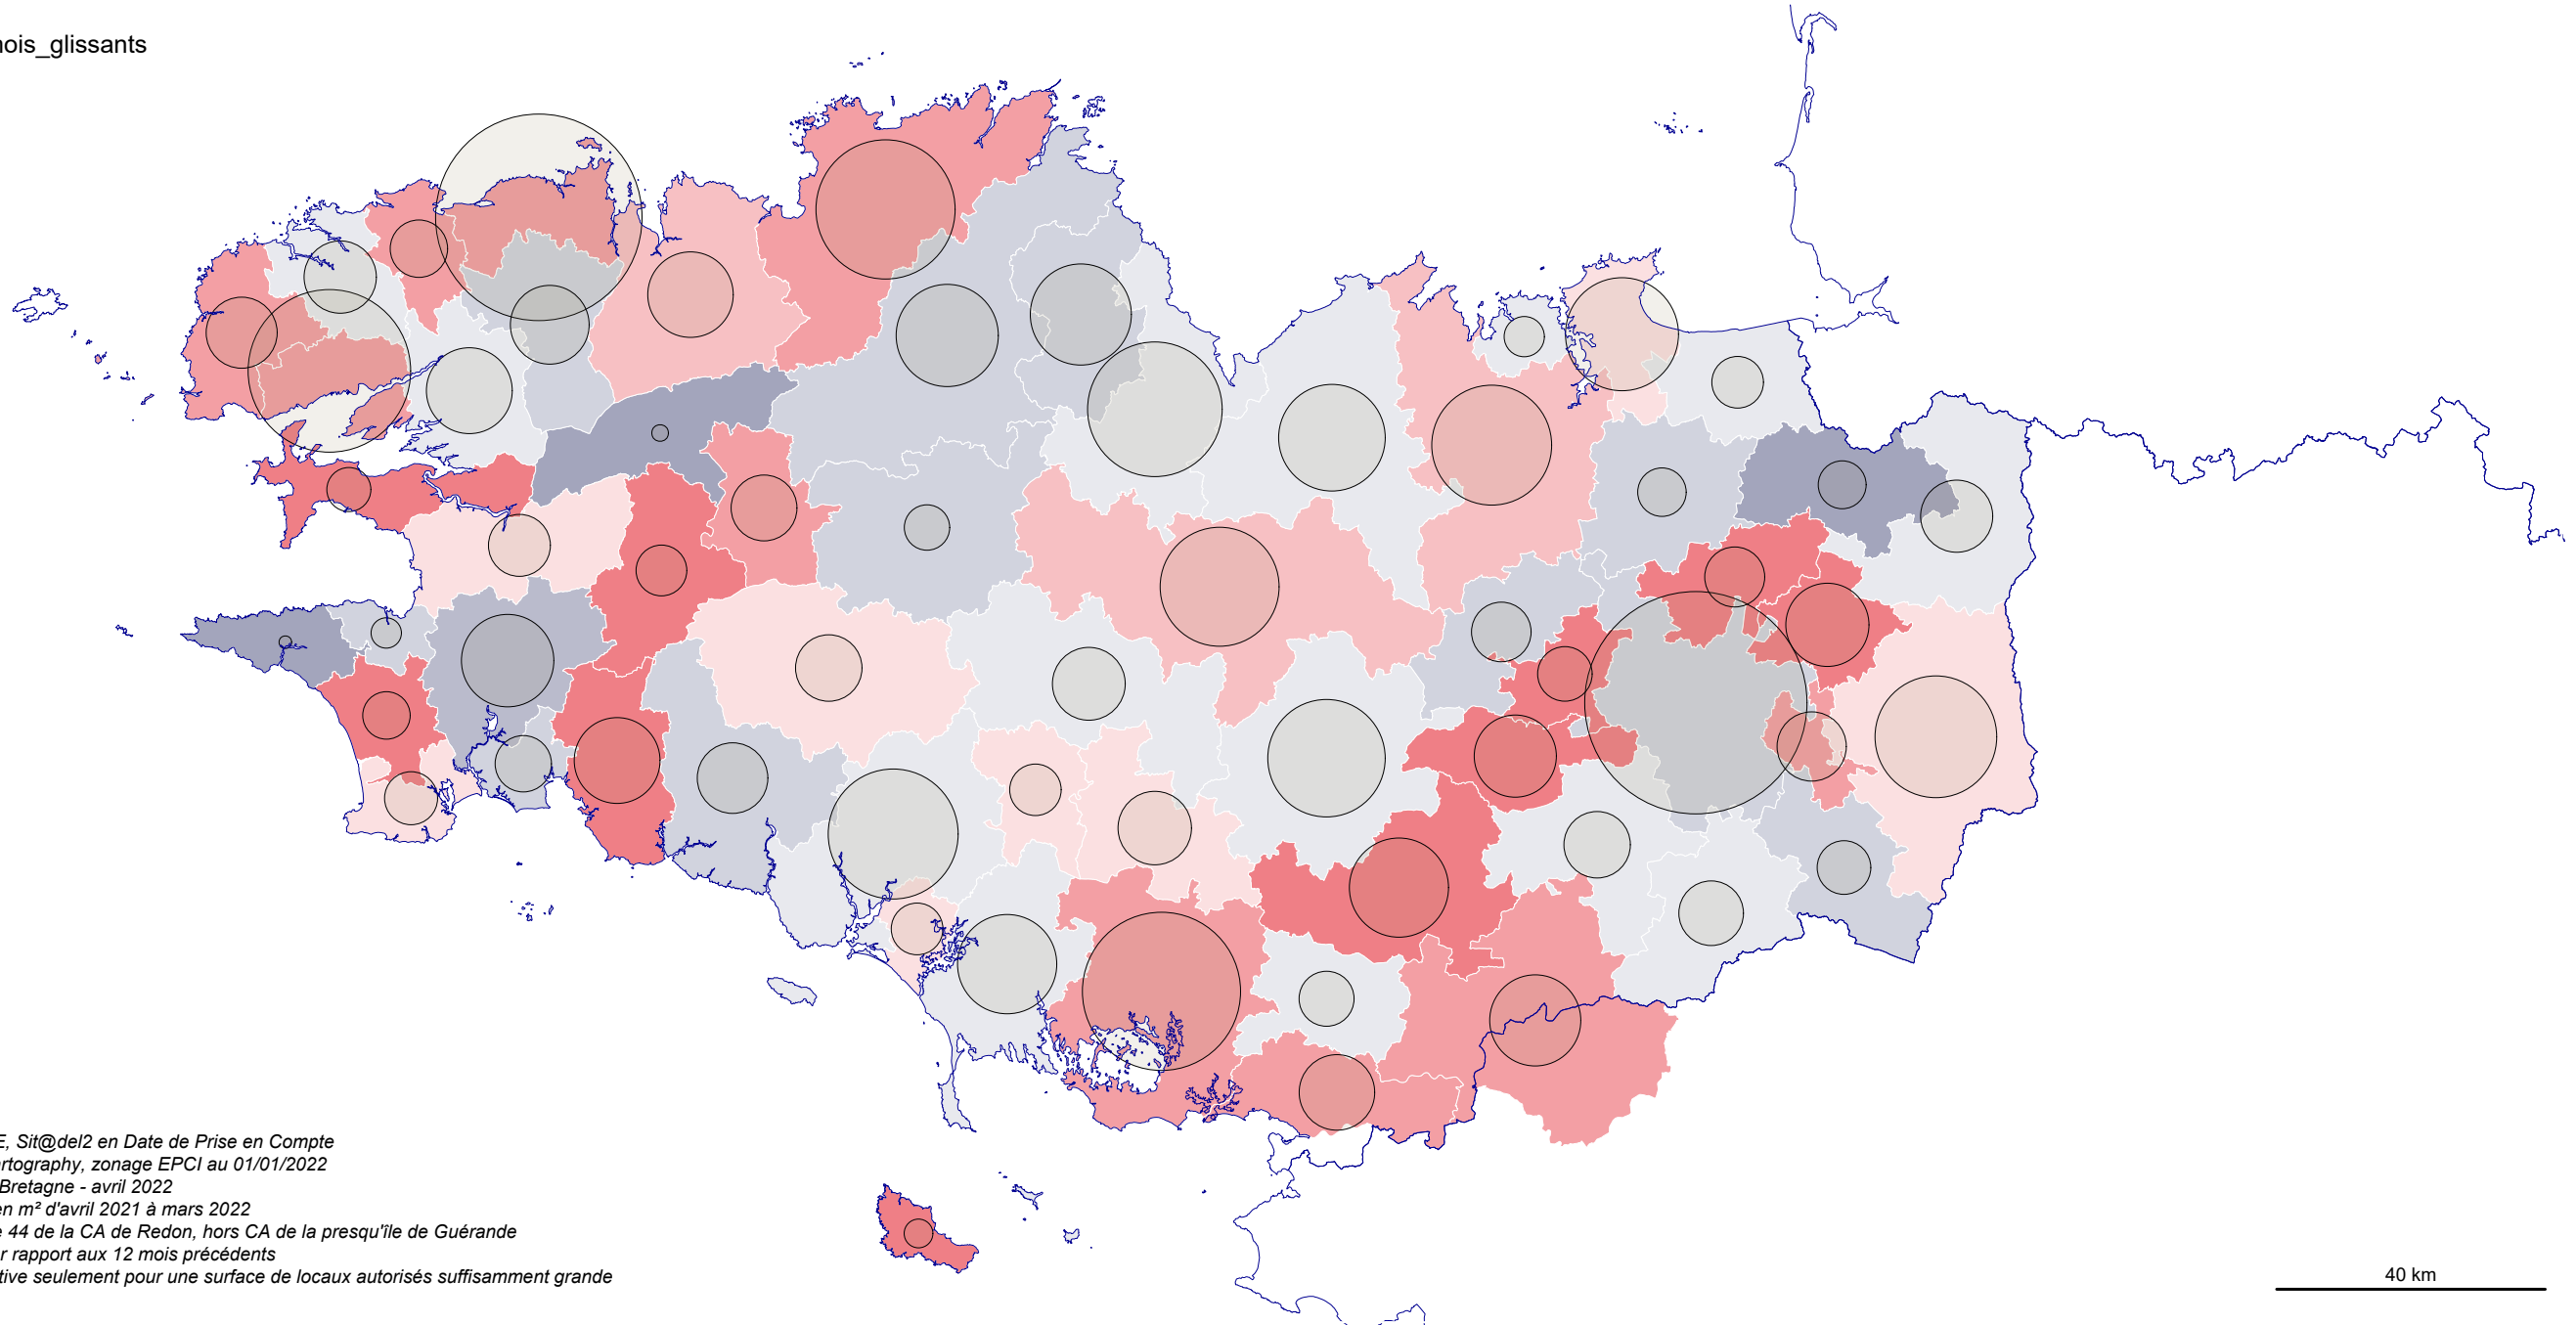 nois_glissants
E, Sit@del2 en Date de Prise en Compte
rtography, zonage EPCI au 01/01/2022
Bretagne - avril 2022
en m² d'avril 2021 à mars 2022
e 44 de la CA de Redon, hors CA de la presqu'île de Guérande
r rapport aux 12 mois précédents
tive seulement pour une surface de locaux autorisés suffisamment grande
40 km